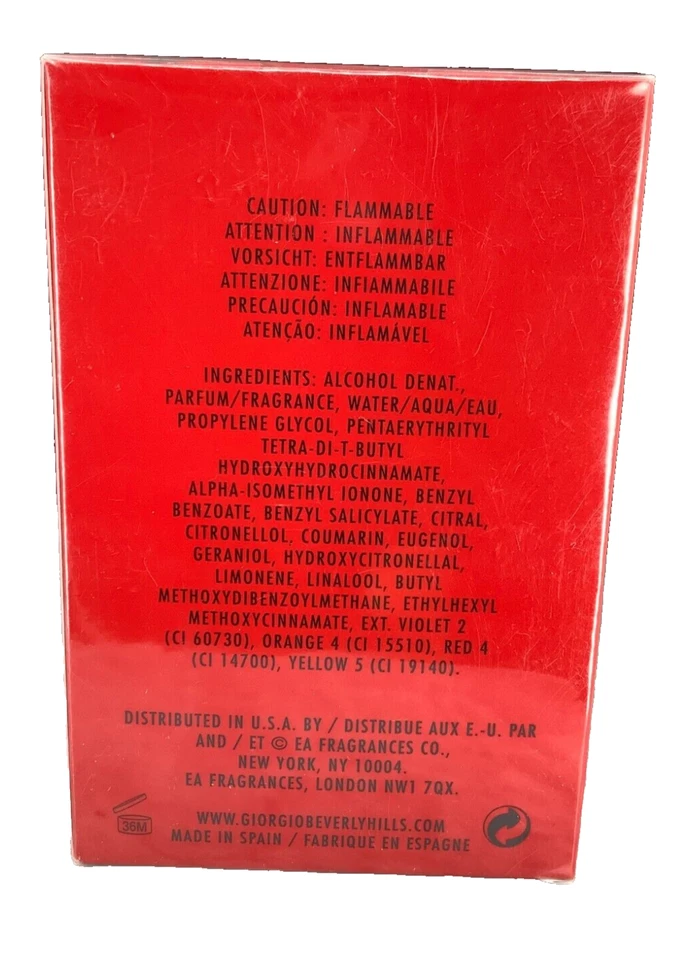 CAUTION: FLAMMABLE
ATTENTION : INFLAMMABLE
VORSICHT: ENTFLAMMBAR
ATTENZIONE: INFIAMMABILE
PRECAUCIÓN: INFLAMABLE
ATENÇÃO: INFLAMÁVEL
INGREDIENTS: ALCOHOL DENAT.,
PARFUM/FRAGRANCE, WATER/AQUA/EAU,
PROPYLENE GLYCOL, PENTAERYTHRITYL
TETRA-DI-T-BUTYL
HYDROXYHYDROCINNAMATE,
ALPHA-ISOMETHYL IONONE, BENZYL
BENZOATE, BENZYL SALICYLATE, CITRAL,
CITRONELLOL, COUMARIN, EUGENOL,
GERANIOL, HYDROXYCITRONELLAL,
LIMONENE, LINALOOL, BUTYL
METHOXYDIBENZOYLMETHANE, ETHYLHEXYL
METHOXYCINNAMATE, EXT. VIOLET 2
(CI 60730), ORANGE 4 (CI 15510), RED 4
(CI 14700), YELLOW 5 (CI 19140).
DISTRIBUTED IN U.S.A. BY / DISTRIBUE AUX E.-U. PAR
AND / ET © EA FRAGRANCES CO.,
NEW YORK, NY 10004.
EA FRAGRANCES, LONDON NW1 7QX.
36M
WWW.GIORGIOBEVERLYHILLS.COM
MADE IN SPAIN / FABRIQUE EN ESPAGNE